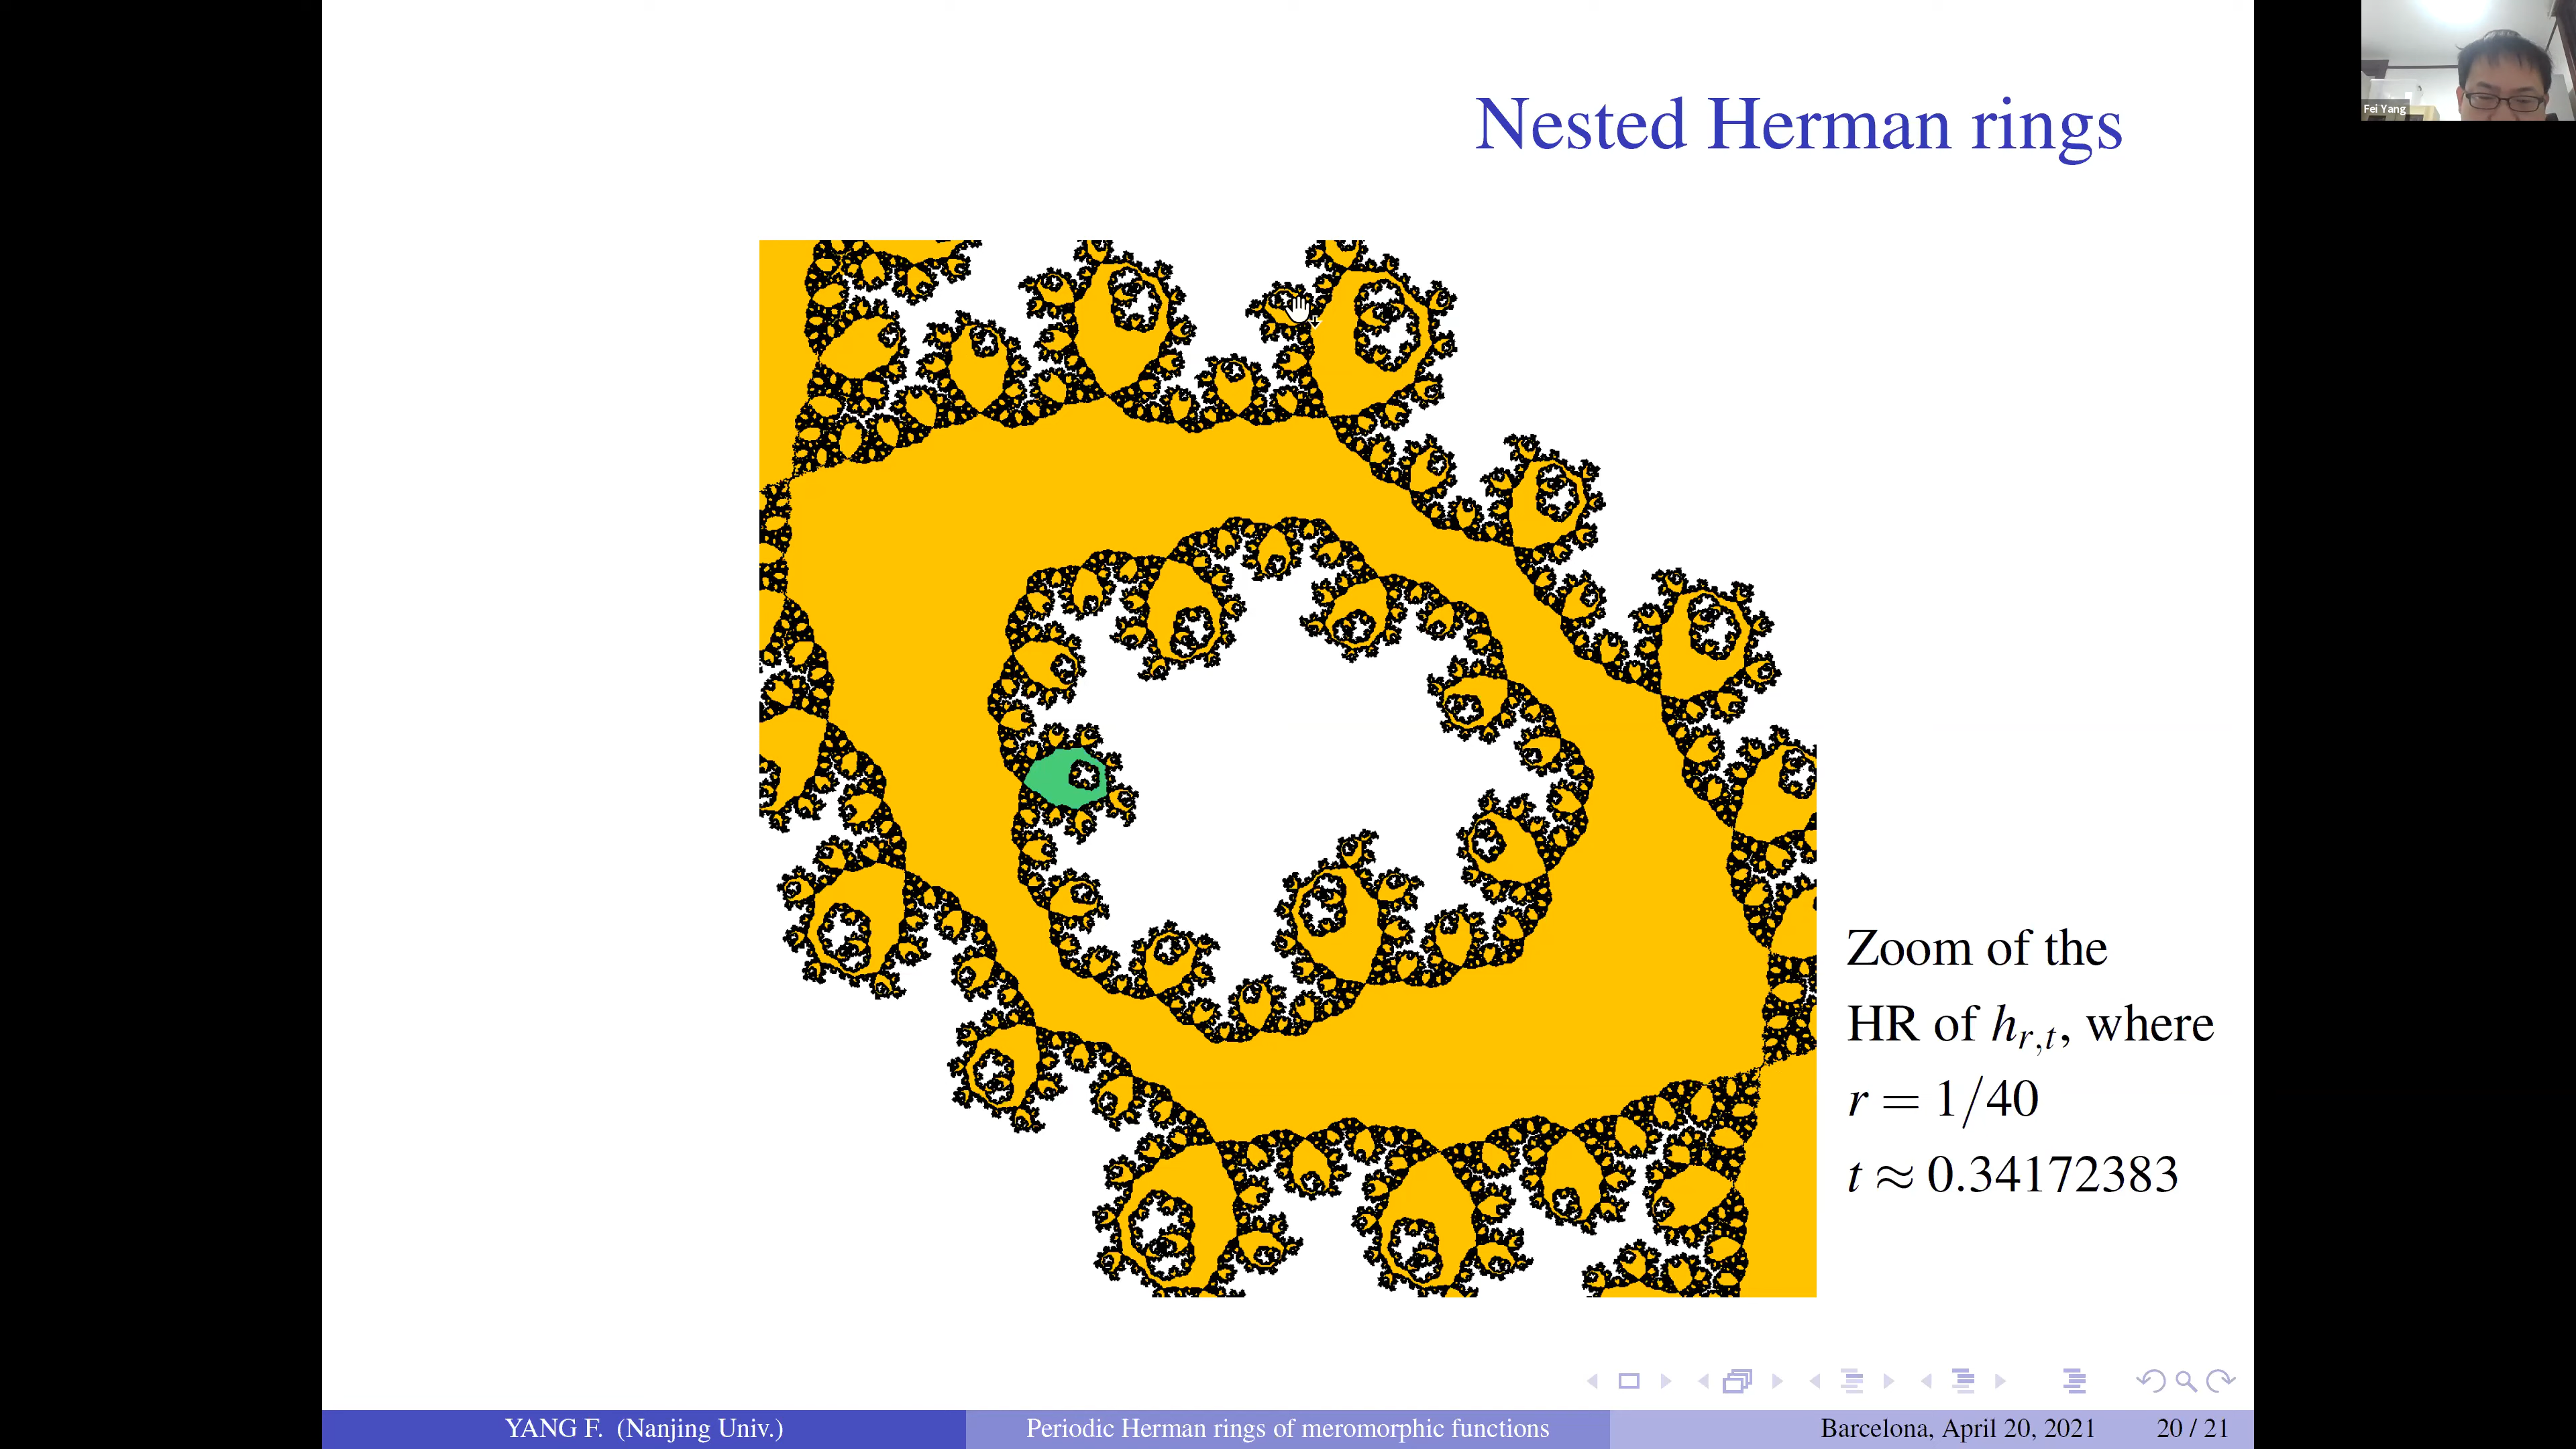 Nested Herman rings
Fei Yang
Zoom of the
HR of h_{r,t}, where
r = 1/40
t ≈ 0.34172383
YANG F. (Nanjing Univ.)
Periodic Herman rings of meromorphic functions
Barcelona, April 20, 2021
20 / 21